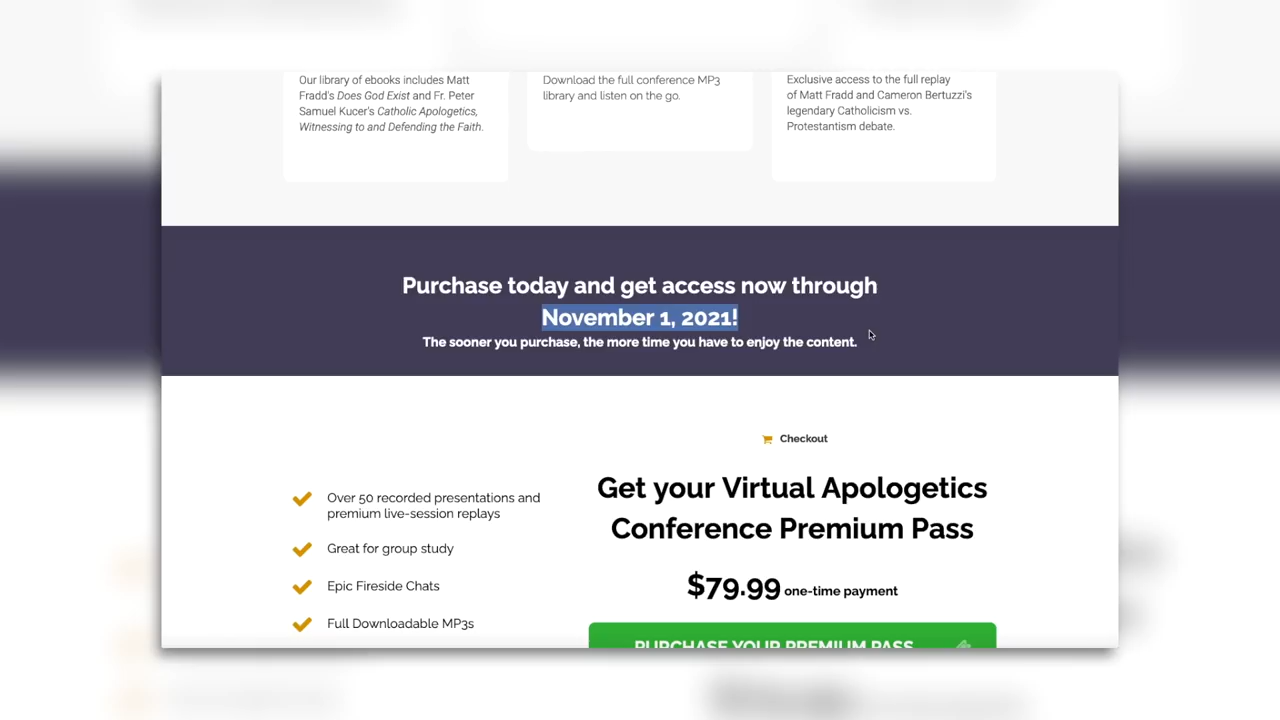 Our library of ebooks includes Matt
Fradd's Does God Exist and Fr. Peter
Samuel Kucer's Catholic Apologetics,
Witnessing to and Defending the Faith.
Download the full conference MP3
library and listen on the go.
Exclusive access to the full replay
of Matt Fradd and Cameron Bertuzzi's
legendary Catholicism vs.
Protestantism debate.
Purchase today and get access now through
November 1, 2021!
The sooner you purchase, the more time you have to enjoy the content.
Over 50 recorded presentations and
premium live-session replays
Great for group study
Epic Fireside Chats
Full Downloadable MP3s
Checkout
Get your Virtual Apologetics
Conference Premium Pass
$79.99 one-time payment
PURCHASE YOUR PREMIUM PASS